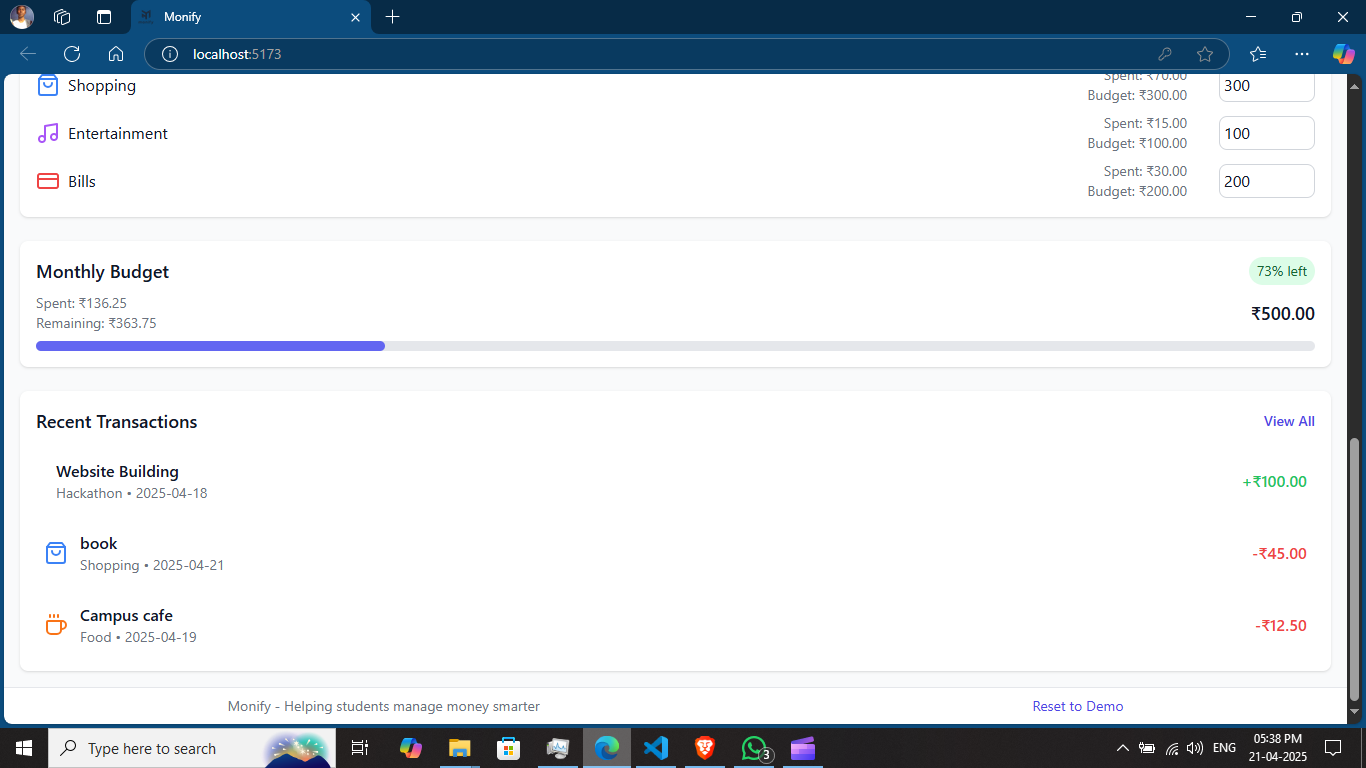 Monify
localhost:5173
Shopping
Spent: ₹70.00
Budget: ₹300.00
300
Entertainment
Spent: ₹15.00
Budget: ₹100.00
100
Bills
Spent: ₹30.00
Budget: ₹200.00
200
Monthly Budget
73% left
Spent: ₹136.25
Remaining: ₹363.75
₹500.00
Recent Transactions
View All
Website Building
Hackathon • 2025-04-18
+₹100.00
book
Shopping • 2025-04-21
-₹45.00
Campus cafe
Food • 2025-04-19
-₹12.50
Monify - Helping students manage money smarter
Reset to Demo
Type here to search
3
ENG
05:38 PM
21-04-2025